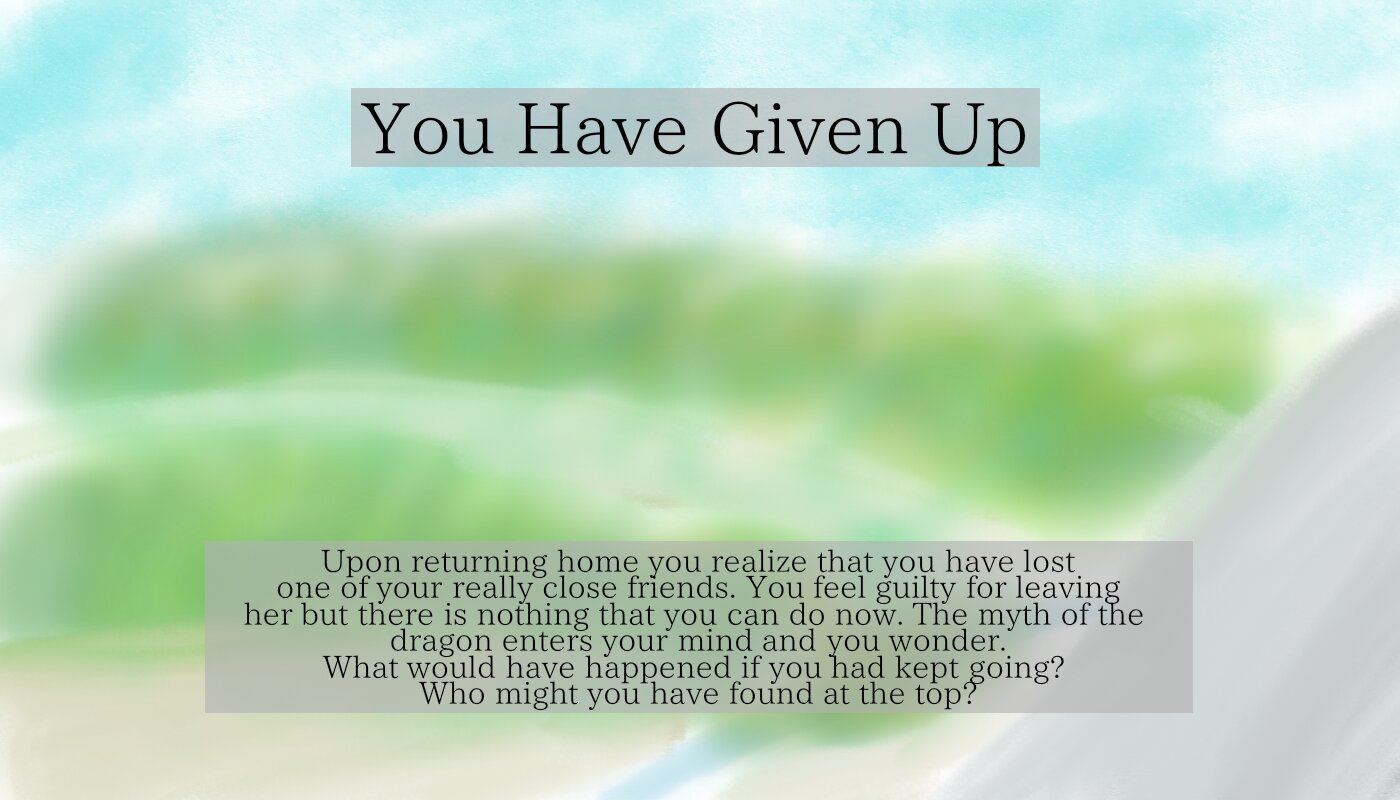 You Have Given Up
Upon returning home you realize that you have lost
one of your really close friends. You feel guilty for leaving
her but there is nothing that you can do now. The myth of the
dragon enters your mind and you wonder.
What would have happened if you had kept going?
Who might you have found at the top?